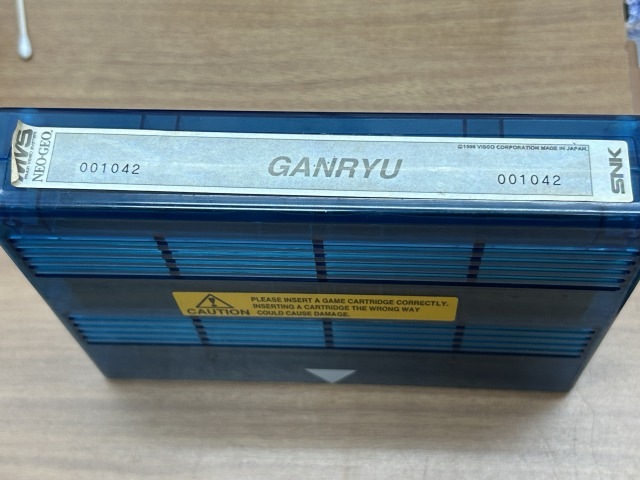 MVS
NEO·GEO.
001042
GANRYU
©1999 VISCO CORPORATION MADE IN JAPAN.
001042
SNK
CAUTION
PLEASE INSERT A GAME CARTRIDGE CORRECTLY.
INSERTING A CARTRIDGE THE WRONG WAY
COULD CAUSE DAMAGE.